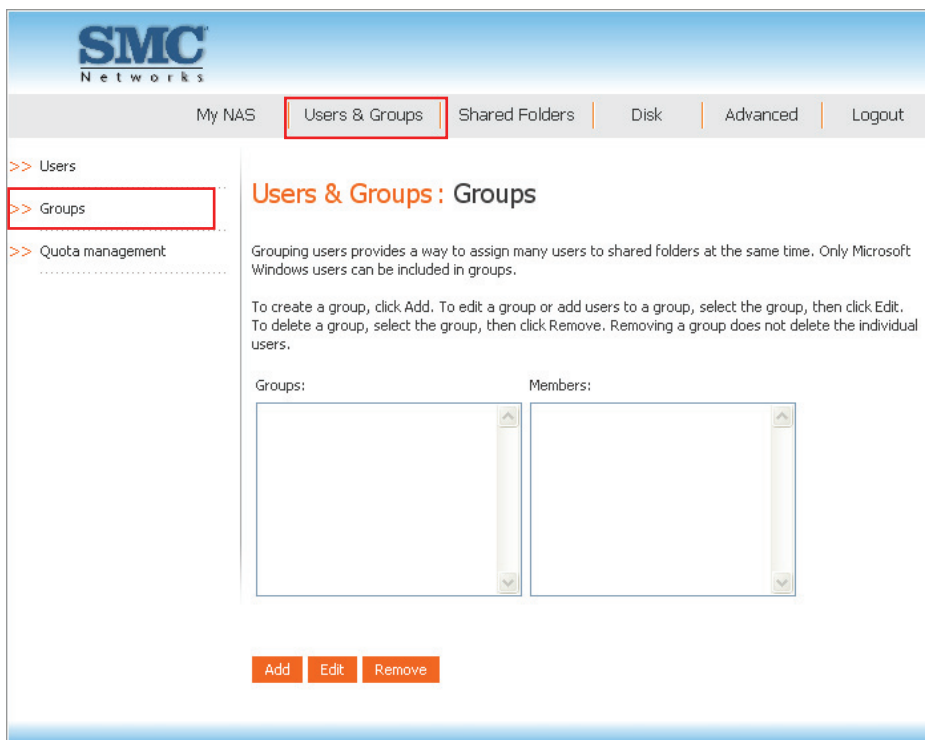 SMC
Networks
My NAS Users & Groups Shared Folders Disk Advanced Logout
>> Users
>> Groups
>> Quota management
Users & Groups : Groups
Grouping users provides a way to assign many users to shared folders at the same time. Only Microsoft
Windows users can be included in groups.
To create a group, click Add. To edit a group or add users to a group, select the group, then click Edit.
To delete a group, select the group, then click Remove. Removing a group does not delete the individual
users.
Groups: Members:
Add Edit Remove